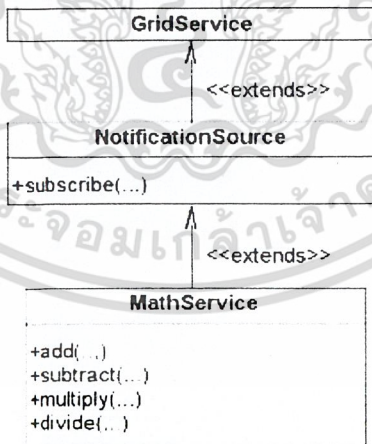 GridService
<<extends>>
NotificationSource
+subscribe(...)
<<extends>>
MathService
+add(...)
+subtract(...)
+multiply(...)
+divide(...)